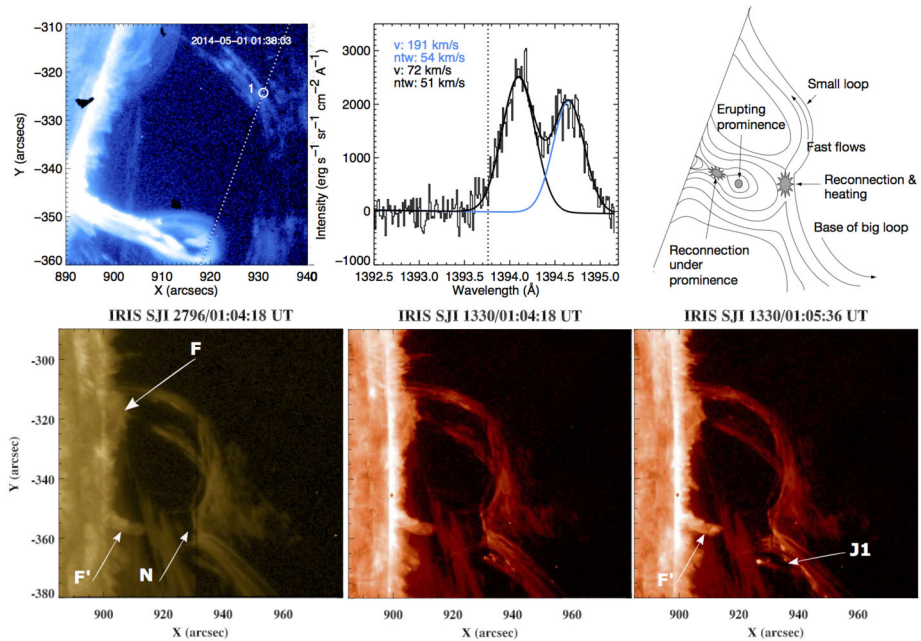 2014-05-01 01:38:03
1
-310
-320
-330
-340
-350
-360
Y (arcsecs)
890 900 910 920 930 940
X (arcsecs)
v: 191 km/s
ntw: 54 km/s
v: 72 km/s
ntw: 51 km/s
3000
2000
1000
0
-1000
Intensity (erg s⁻¹ sr⁻¹ cm⁻² A⁻¹)
1392.5 1393.0 1393.5 1394.0 1394.5 1395.0
Wavelength (Å)
Small loop
Erupting
prominence
Fast flows
Reconnection &
heating
Base of big loop
Reconnection
under
prominence
IRIS SJI 2796/01:04:18 UT
F
F'
N
-300
-320
-340
-360
-380
Y (arcsec)
900 920 940 960
X (arcsec)
IRIS SJI 1330/01:04:18 UT
900 920 940 960
X (arcsec)
IRIS SJI 1330/01:05:36 UT
F'
J1
900 920 940 960
X (arcsec)